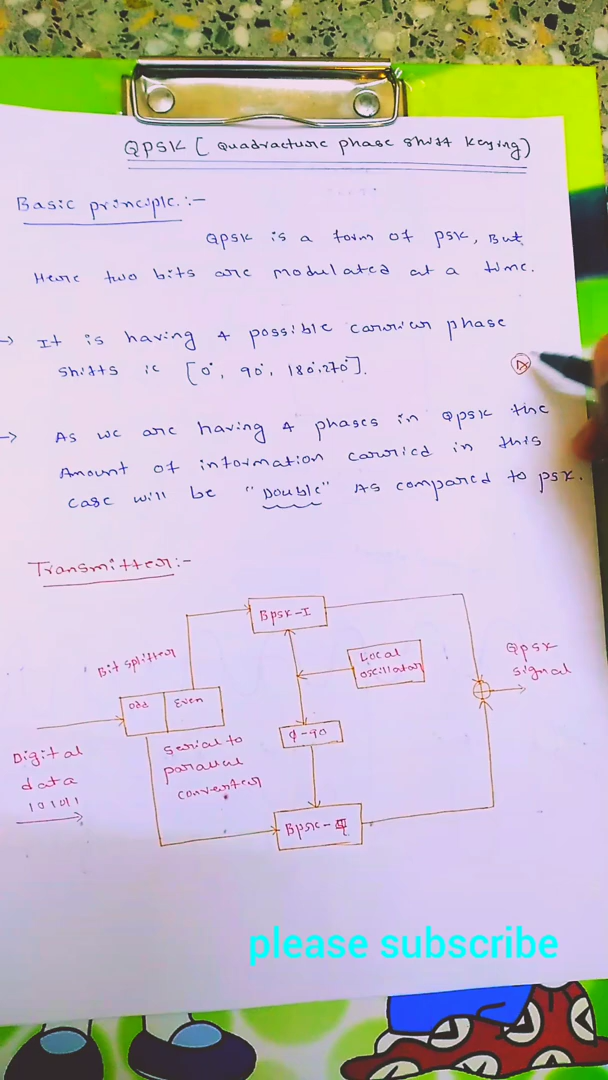 QPSK [ Quadracture phase shift keying)
Basic principle:-
Qpsk is a form of psk, But
Here two bits are modulated at a time.
→ It is having 4 possible carrier phase
shifts ie [0°, 90°, 180°, 270°].
→ As we are having 4 phases in Qpsk the
Amount of information carried in this
case will be "Double" As compared to psk.
Transmitter:-
Bpsk-I
Bit splitter
Local
oscillator
Qpsk
signal
odd Even
Digital
data
101011
serial to
parallel
converter
φ-90
Bpsk-II
please subscribe